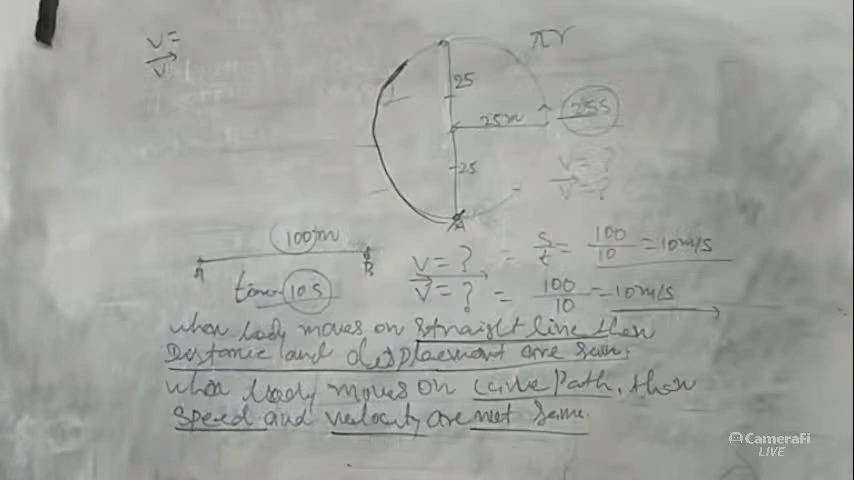 V=
V
πr
25
25m
25s
25
V= ?
V= ?
A
100m
A
B
time 10s
V = ? = s/t = 100/10 = 10m/s
V = ? = 100/10 = 10m/s
when body moves on straight line then
Distance and displacement are same.
when body moves on curve path, then
speed and velocity are not same.
CameraFi
LIVE